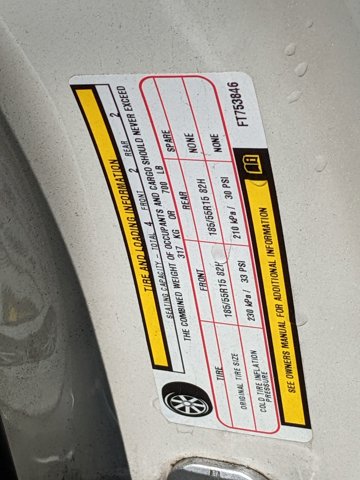 TIRE AND LOADING INFORMATION
SEATING CAPACITY - TOTAL 4 FRONT 2 REAR 2
THE COMBINED WEIGHT OF OCCUPANTS AND CARGO SHOULD NEVER EXCEED
317 KG OR 700 LB
TIRE FRONT REAR SPARE
ORIGINAL TIRE SIZE 185/55R15 82H 185/55R15 82H NONE
COLD TIRE INFLATION PRESSURE 230 kPa/ 33 PSI 210 kPa/ 30 PSI NONE
SEE OWNERS MANUAL FOR ADDITIONAL INFORMATION
FT753846